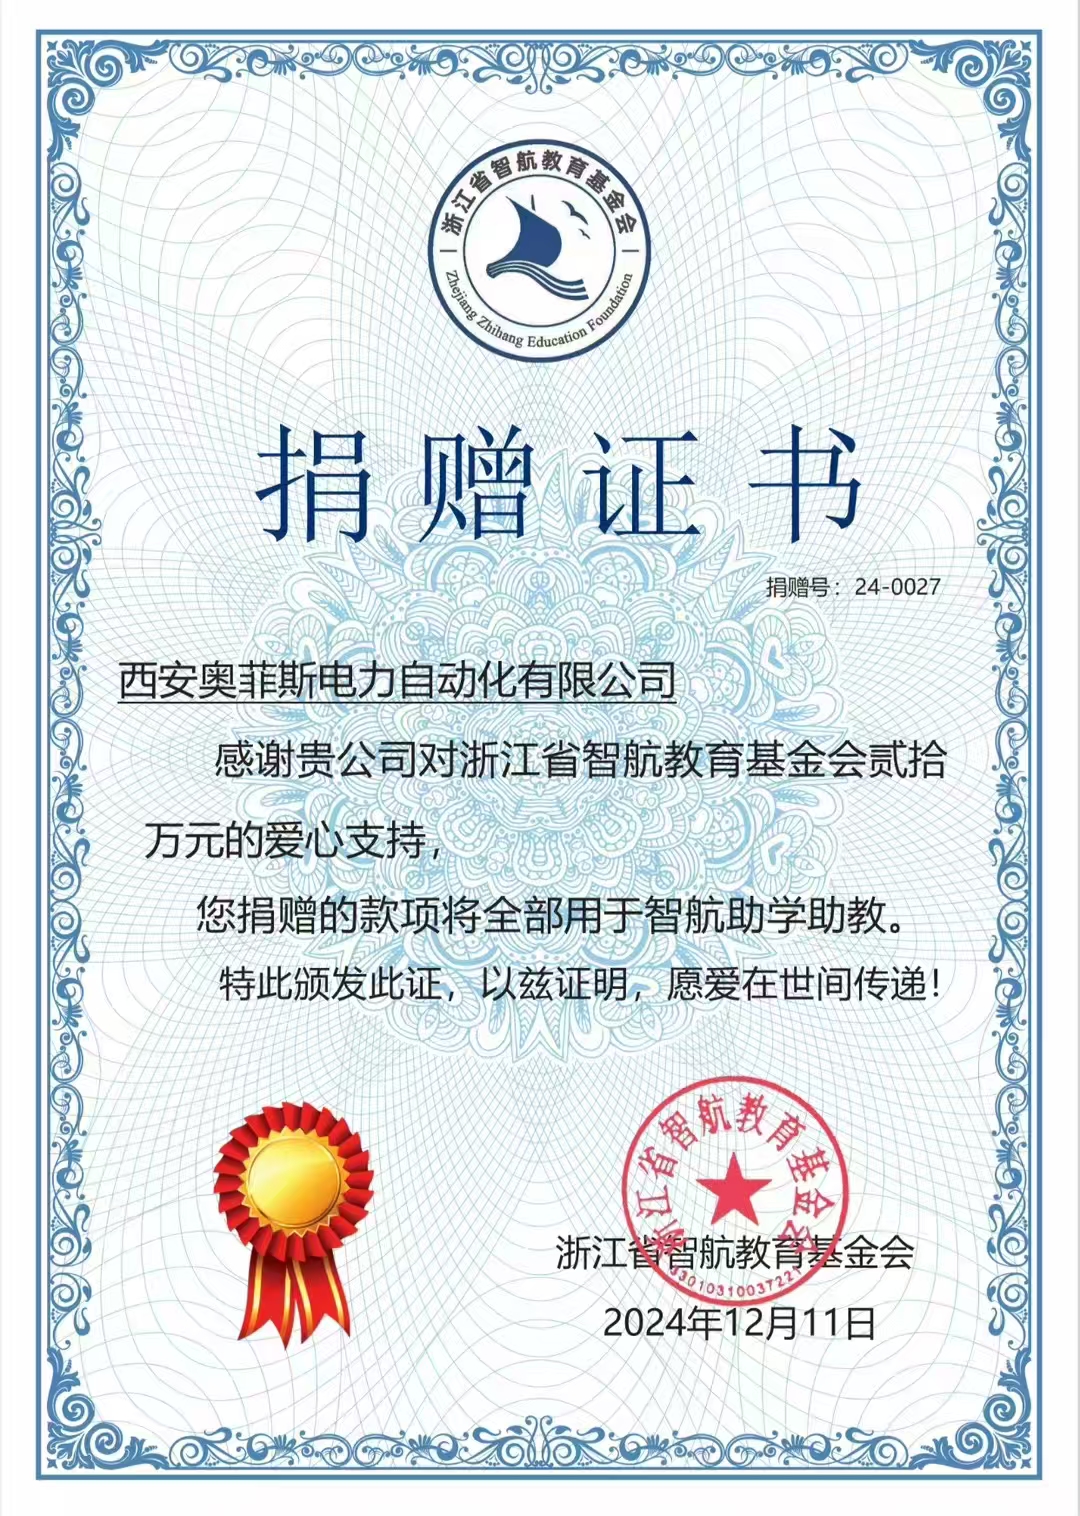 浙江省智航教育基金会
Zhejiang Zhihang Education Foundation
捐赠证书
捐赠号：24-0027
西安奥菲斯电力自动化有限公司
感谢贵公司对浙江省智航教育基金会贰拾
万元的爱心支持，
您捐赠的款项将全部用于智航助学助教。
特此颁发此证，以兹证明，愿爱在世间传递！
浙江省智航教育基金会
33010310037221
浙江省智航教育基金会
2024年12月11日